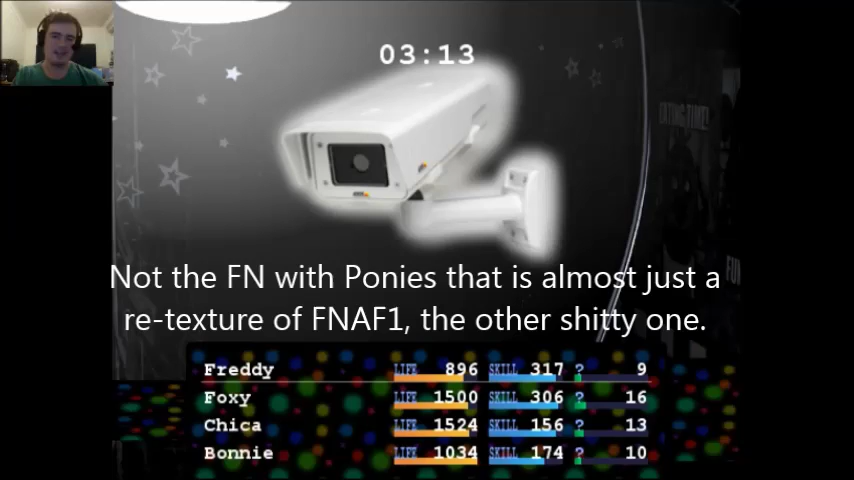 03:13
EATING TIME!
Not the FN with Ponies that is almost just a
re-texture of FNAF1, the other shitty one.
Freddy LIFE 896 SKILL 317 ? 9
Foxy LIFE 1500 SKILL 306 ? 16
Chica LIFE 1524 SKILL 156 ? 13
Bonnie LIFE 1034 SKILL 174 ? 10